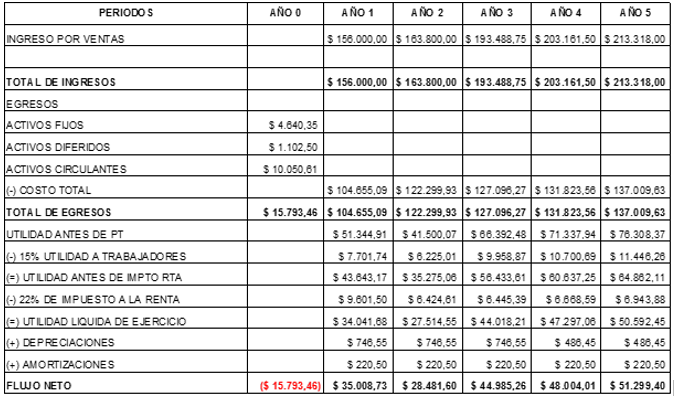 PERIODOS AÑO 0 AÑO 1 AÑO 2 AÑO 3 AÑO 4 AÑO 5
INGRESO POR VENTAS $ 156.000,00 $ 163.800,00 $ 193.488,75 $ 203.161,50 $ 213.318,00
TOTAL DE INGRESOS $ 156.000,00 $ 163.800,00 $ 193.488,75 $ 203.161,50 $ 213.318,00
EGRESOS
ACTIVOS FIJOS $ 4.640,35
ACTIVOS DIFERIDOS $ 1.102,50
ACTIVOS CIRCULANTES $ 10.050,61
(-) COSTO TOTAL $ 104.655,09 $ 122.299,93 $ 127.096,27 $ 131.823,56 $ 137.009,63
TOTAL DE EGRESOS $ 15.793,46 $ 104.655,09 $ 122.299,93 $ 127.096,27 $ 131.823,56 $ 137.009,63
UTILIDAD ANTES DE PT $ 51.344,91 $ 41.500,07 $ 66.392,48 $ 71.337,94 $ 76.308,37
(-) 15% UTILIDAD A TRABAJADORES $ 7.701,74 $ 6.225,01 $ 9.958,87 $ 10.700,69 $ 11.446,26
(=) UTILIDAD ANTES DE IMPTO RTA $ 43.643,17 $ 35.275,06 $ 56.433,61 $ 60.637,25 $ 64.862,11
(-) 22% DE IMPUESTO A LA RENTA $ 9.601,50 $ 6.424,61 $ 6.445,39 $ 6.668,59 $ 6.943,88
(=) UTILIDAD LIQUIDA DE EJERCICIO $ 34.041,68 $ 27.514,55 $ 44.018,21 $ 47.297,06 $ 50.592,45
(+) DEPRECIACIONES $ 746,55 $ 746,55 $ 746,55 $ 486,45 $ 486,45
(+) AMORTIZACIONES $ 220,50 $ 220,50 $ 220,50 $ 220,50 $ 220,50
FLUJO NETO ($ 15.793,46) $ 35.008,73 $ 28.481,60 $ 44.985,26 $ 48.004,01 $ 51.299,40